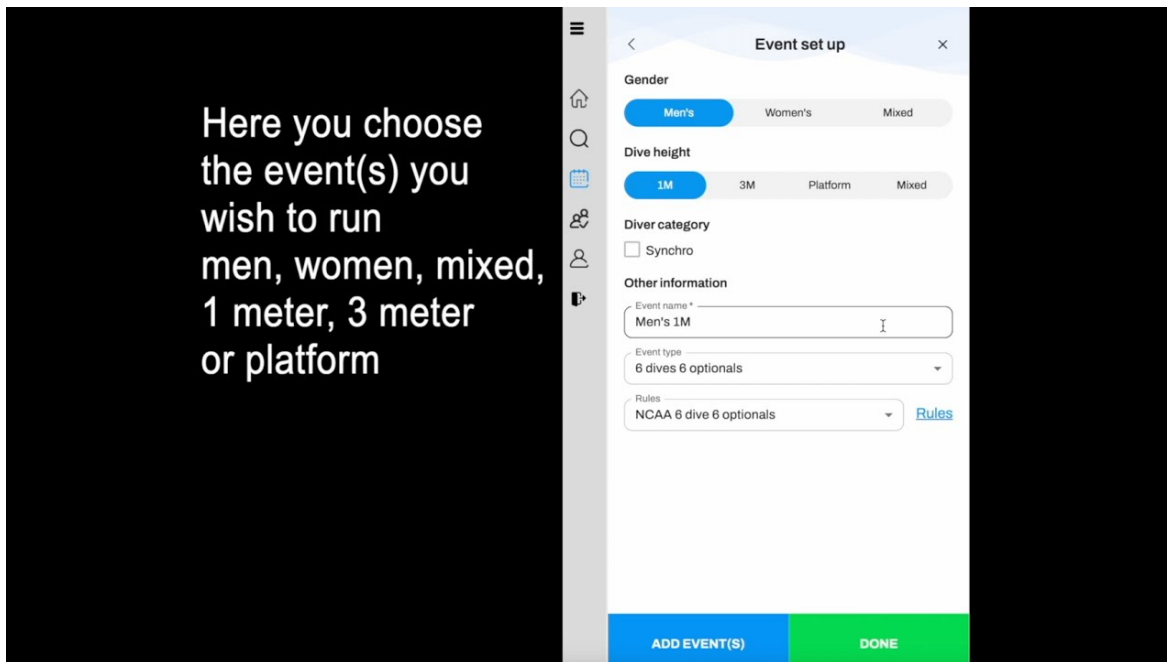 Here you choose
the event(s) you
wish to run
men, women, mixed,
1 meter, 3 meter
or platform
Event set up
Gender
Men's Women's Mixed
Dive height
1M 3M Platform Mixed
Diver category
Synchro
Other information
Event name *
Men's 1M
Event type
6 dives 6 optionals
Rules
NCAA 6 dive 6 optionals Rules
ADD EVENT(S) DONE